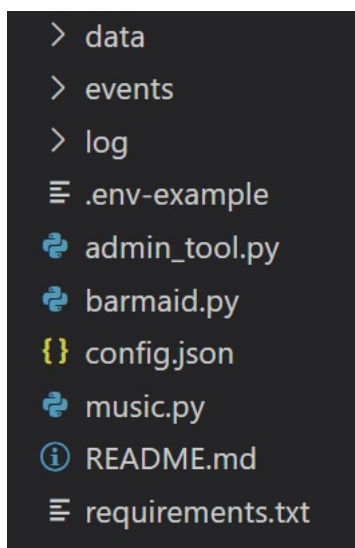 data
events
log
.env-example
admin_tool.py
barmaid.py
config.json
music.py
README.md
requirements.txt